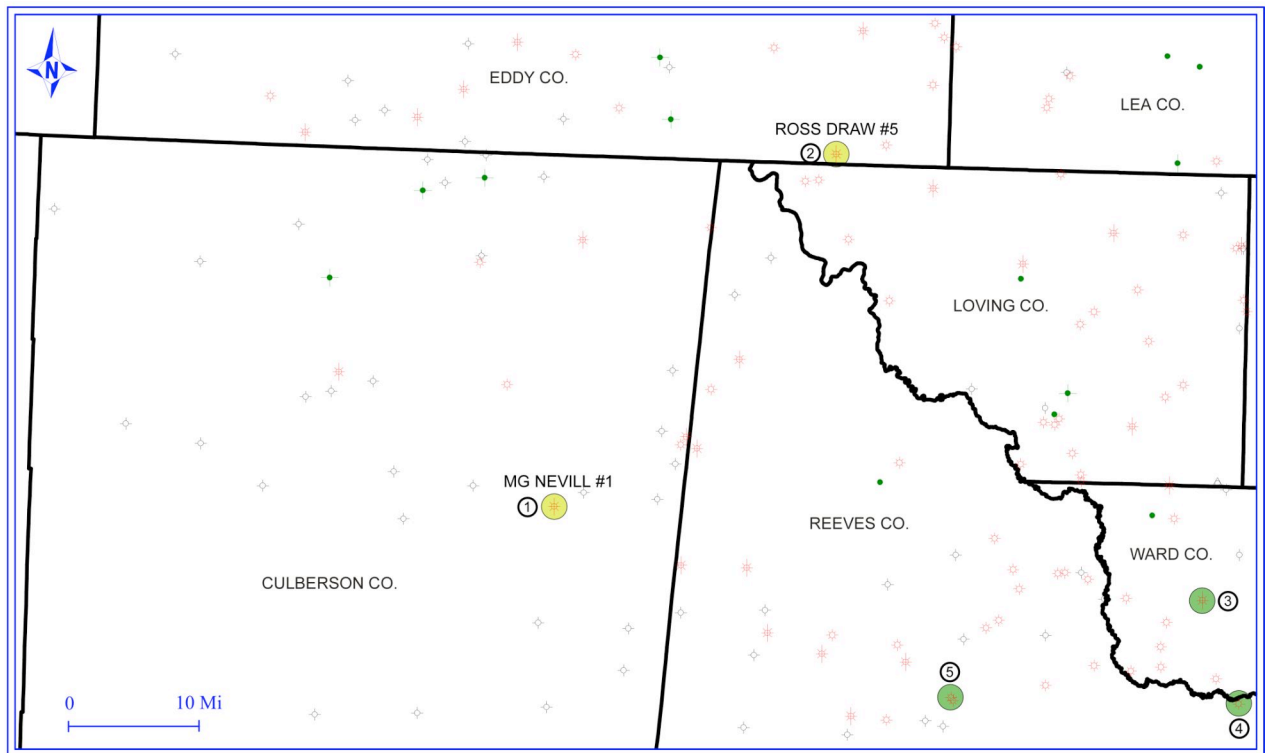 N
EDDY CO.
LEA CO.
ROSS DRAW #5
2
LOVING CO.
MG NEVILL #1
1
REEVES CO.
WARD CO.
CULBERSON CO.
3
5
0 10 Mi
4